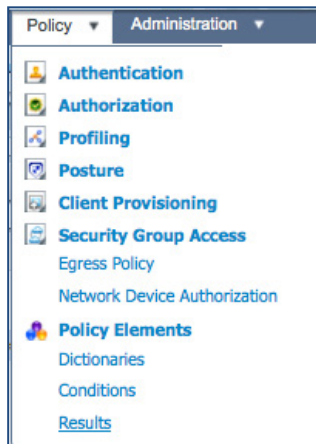 Policy ▼ Administration ▼
Authentication
Authorization
Profiling
Posture
Client Provisioning
Security Group Access
Egress Policy
Network Device Authorization
Policy Elements
Dictionaries
Conditions
Results